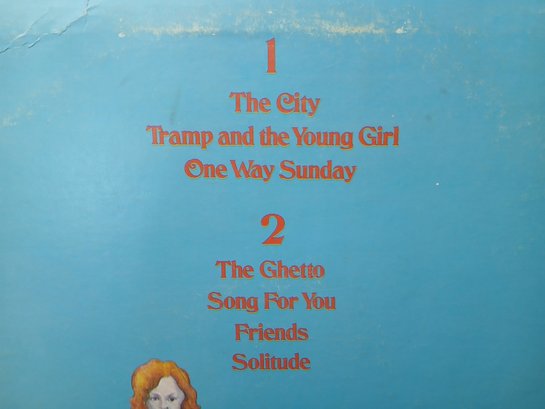 1
The City
Tramp and the Young Girl
One Way Sunday
2
The Ghetto
Song For You
Friends
Solitude